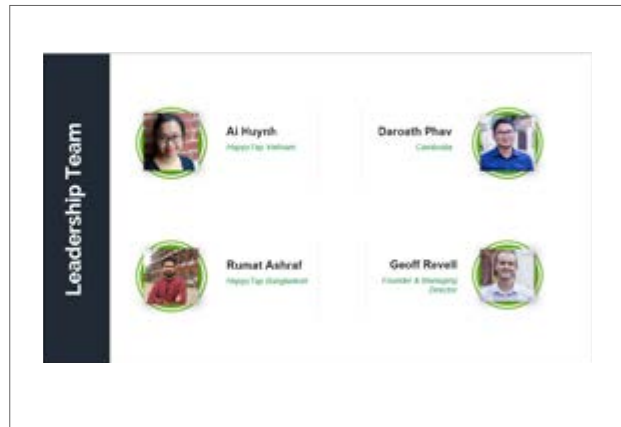 Leadership Team
Ai Huynh
HappyTap Vietnam
Daroath Phav
Cambodia
Rumat Ashraf
HappyTap Bangladesh
Geoff Revell
Founder & Managing
Director